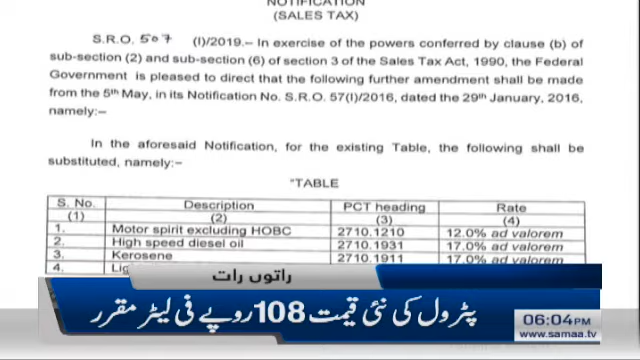 NOTIFICATION
(SALES TAX)
S.R.O. 507 (I)/2019.- In exercise of the powers conferred by clause (b) of
sub-section (2) and sub-section (6) of section 3 of the Sales Tax Act, 1990, the Federal
Government is pleased to direct that the following further amendment shall be made
from the 5th May, in its Notification No. S.R.O. 57(I)/2016, dated the 29th January, 2016,
namely:–
In the aforesaid Notification, for the existing Table, the following shall be
substituted, namely:–
"TABLE
S. No. Description PCT heading Rate
(1) (2) (3) (4)
1. Motor spirit excluding HOBC 2710.1210 12.0% ad valorem
2. High speed diesel oil 2710.1931 17.0% ad valorem
3. Kerosene 2710.1911 17.0% ad valorem
4.
راتوں رات
پٹرول کی نئی قیمت 108 روپے فی لیٹر مقرر
06:04PM
www.samaa.tv